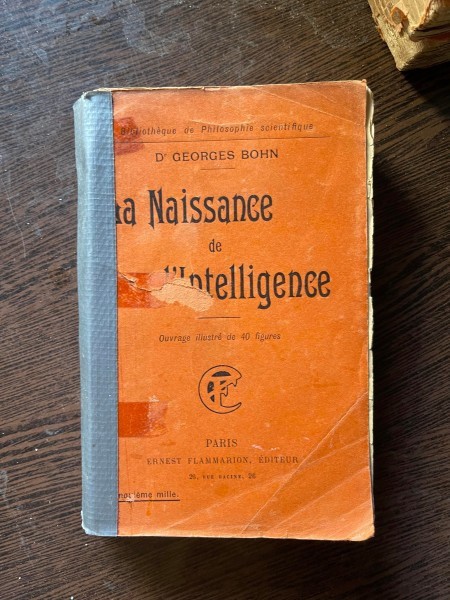 Bibliothèque de Philosophie scientifique
Dr GEORGES BOHN
La Naissance
de
l'Intelligence
Ouvrage illustré de 40 figures
PARIS
ERNEST FLAMMARION, ÉDITEUR
26, RUE RACINE, 26
mille.